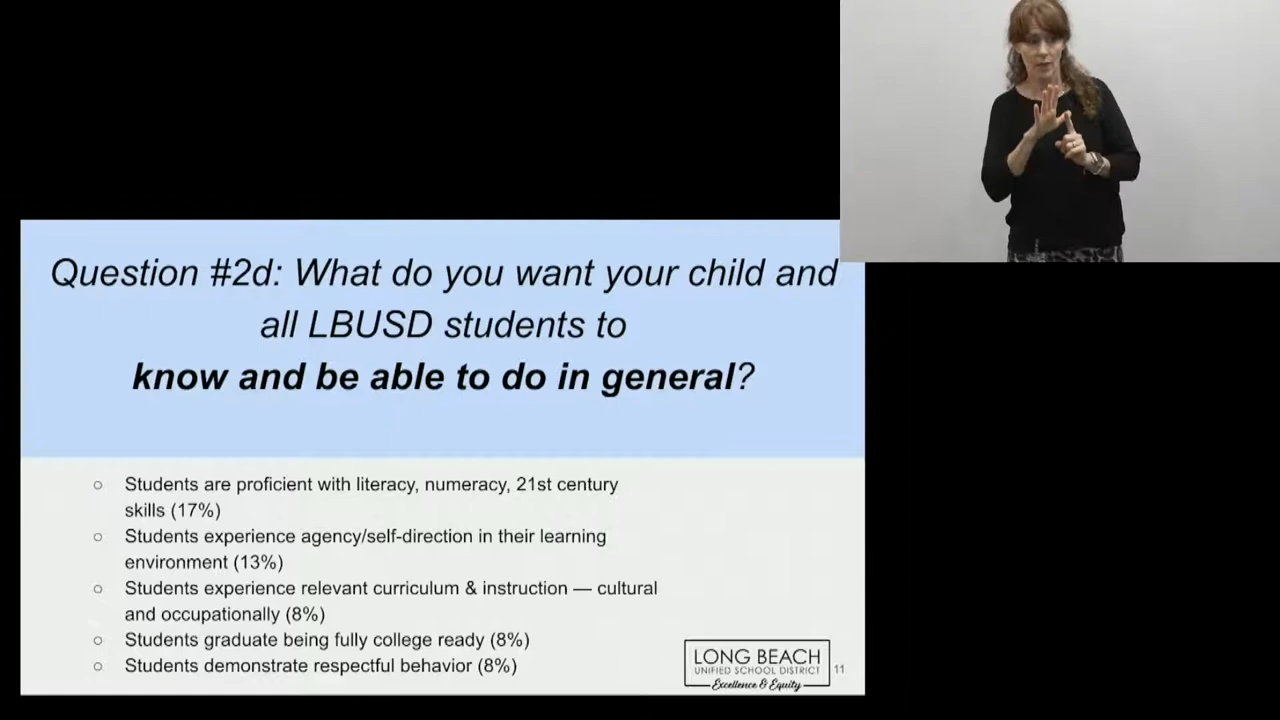 Question #2d: What do you want your child and
all LBUSD students to
know and be able to do in general?
○ Students are proficient with literacy, numeracy, 21st century
skills (17%)
○ Students experience agency/self-direction in their learning
environment (13%)
○ Students experience relevant curriculum & instruction — cultural
and occupationally (8%)
○ Students graduate being fully college ready (8%)
○ Students demonstrate respectful behavior (8%)
LONG BEACH
UNIFIED SCHOOL DISTRICT
Excellence & Equity
11